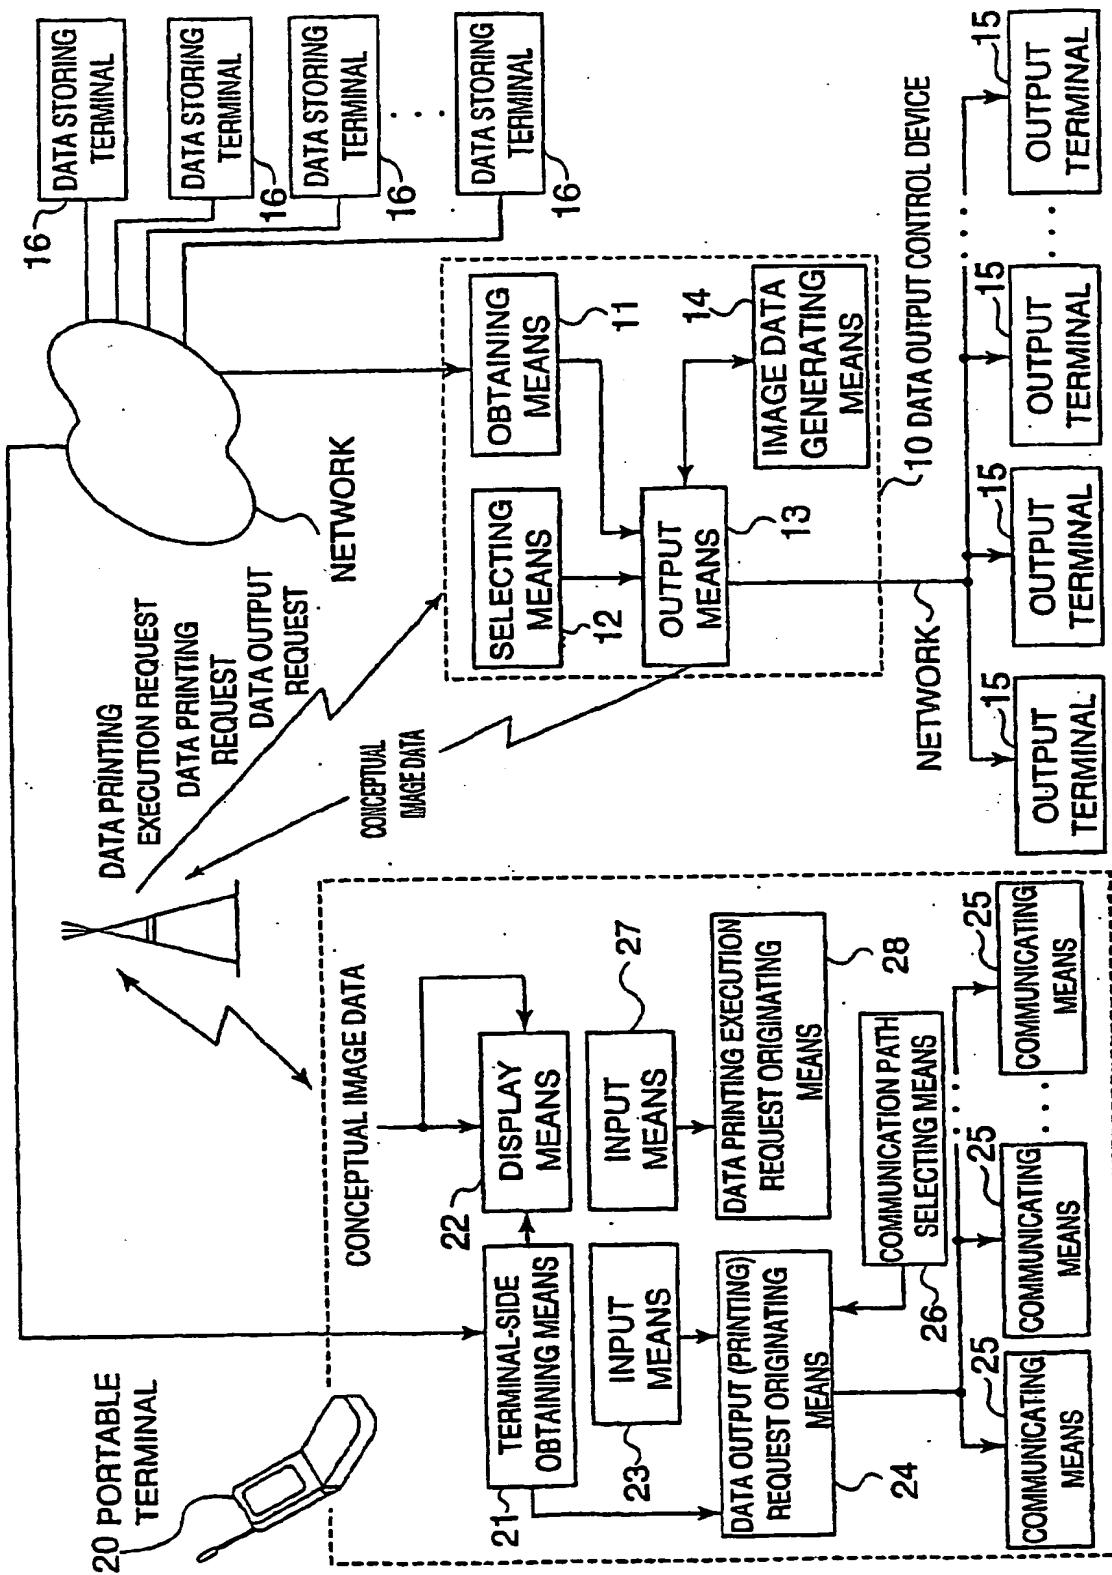 20 PORTABLE
TERMINAL
DATA PRINTING
EXECUTION REQUEST
DATA PRINTING
REQUEST
DATA OUTPUT
REQUEST
NETWORK
16
DATA STORING
TERMINAL
DATA STORING
TERMINAL
16
DATA STORING
TERMINAL
16
DATA STORING
TERMINAL
16
CONCEPTUAL
IMAGE DATA
CONCEPTUAL IMAGE DATA
21
TERMINAL-SIDE
OBTAINING MEANS
22
DISPLAY
MEANS
23
INPUT
MEANS
INPUT
MEANS
27
DATA OUTPUT (PRINTING)
REQUEST ORIGINATING
MEANS
24
DATA PRINTING EXECUTION
REQUEST ORIGINATING
MEANS
28
26
COMMUNICATION PATH
SELECTING MEANS
25
COMMUNICATING
MEANS
25
COMMUNICATING
MEANS
25
COMMUNICATING
MEANS
SELECTING
MEANS
12
OBTAINING
MEANS
11
OUTPUT
MEANS
13
14
IMAGE DATA
GENERATING
MEANS
10 DATA OUTPUT CONTROL DEVICE
NETWORK
15
OUTPUT
TERMINAL
15
OUTPUT
TERMINAL
15
OUTPUT
TERMINAL
15
OUTPUT
TERMINAL